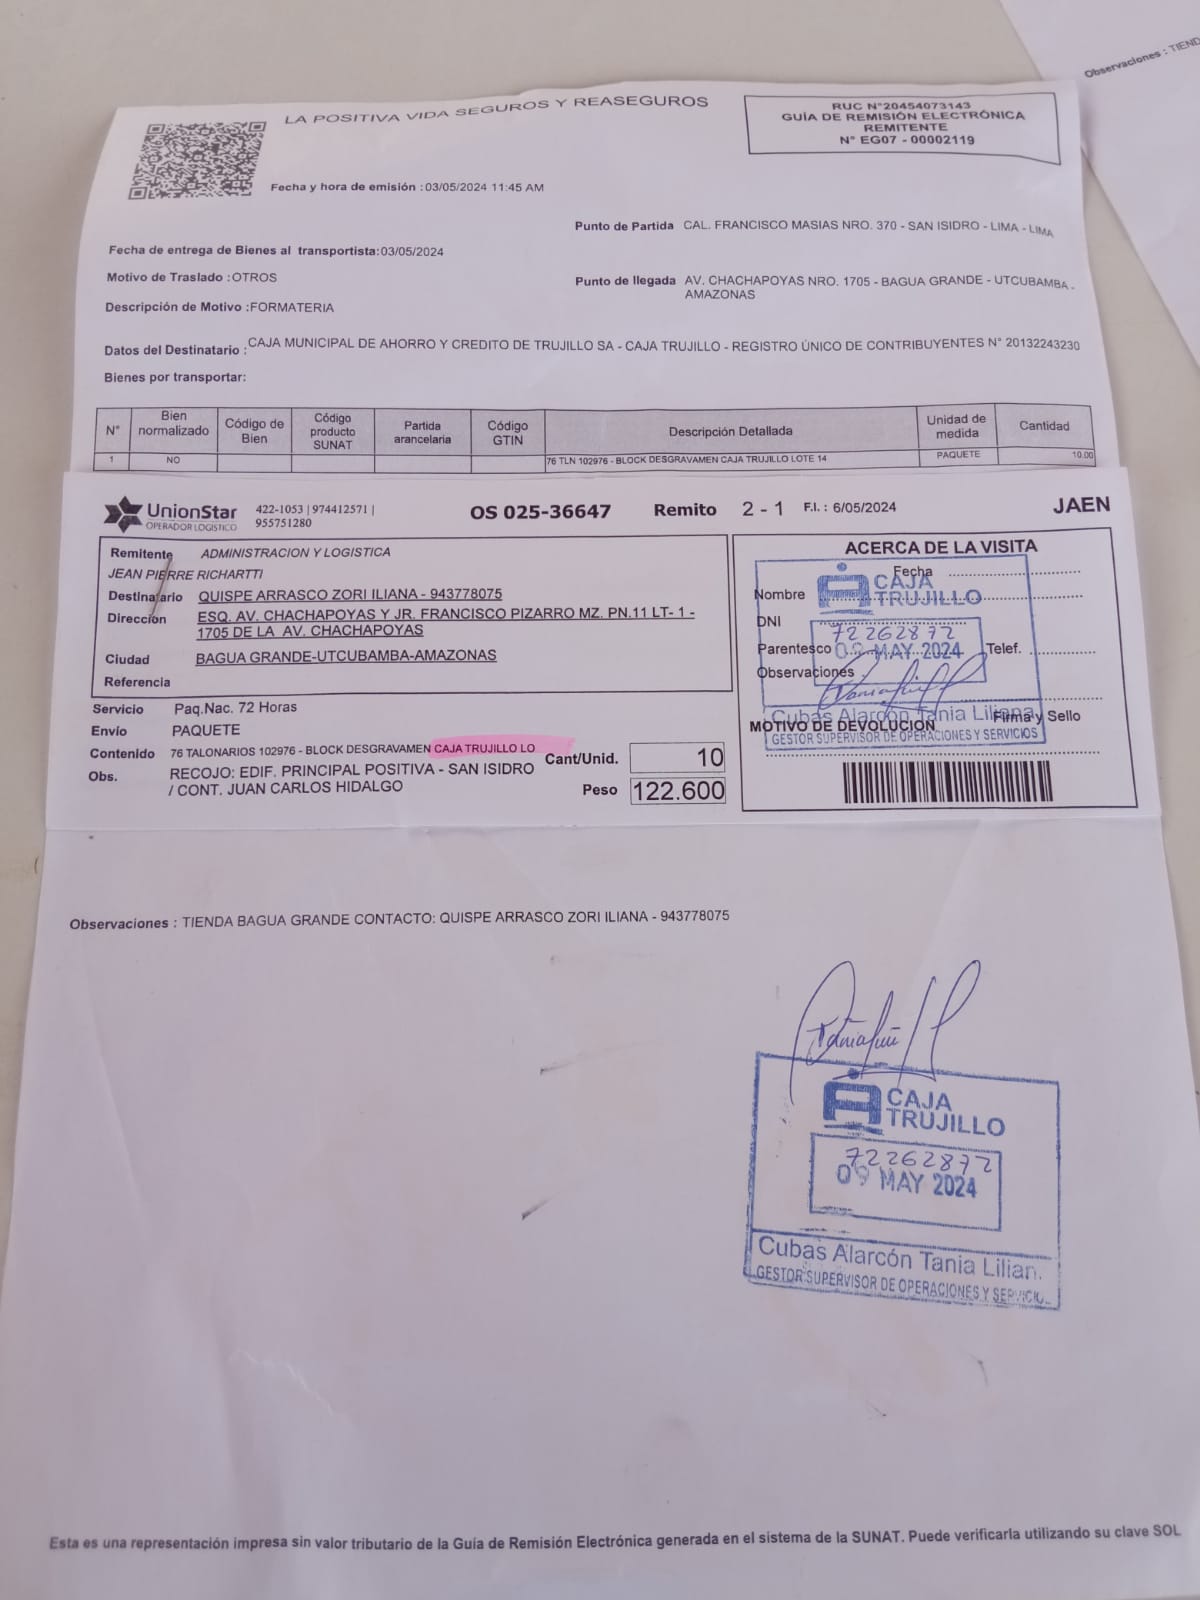 Observaciones : TIEND
LA POSITIVA VIDA SEGUROS Y REASEGUROS
RUC N°20454073143
GUÍA DE REMISIÓN ELECTRÓNICA
REMITENTE
N° EG07 - 00002119
Fecha y hora de emisión : 03/05/2024 11:45 AM
Punto de Partida CAL. FRANCISCO MASIAS NRO. 370 - SAN ISIDRO - LIMA - LIMA
Fecha de entrega de Bienes al transportista:03/05/2024
Motivo de Traslado :OTROS
Punto de llegada AV. CHACHAPOYAS NRO. 1705 - BAGUA GRANDE - UTCUBAMBA -
AMAZONAS
Descripción de Motivo :FORMATERIA
Datos del Destinatario : CAJA MUNICIPAL DE AHORRO Y CREDITO DE TRUJILLO SA - CAJA TRUJILLO - REGISTRO ÚNICO DE CONTRIBUYENTES N° 20132243230
Bienes por transportar:
N° Bien normalizado Código de Bien Código producto SUNAT Partida arancelaria Código GTIN Descripción Detallada Unidad de medida Cantidad
1 NO 76 TLN 102976 - BLOCK DESGRAVAMEN CAJA TRUJILLO LOTE 14 PAQUETE 10.00
UnionStar
OPERADOR LOGISTICO
422-1053 | 974412571 |
955751280
OS 025-36647 Remito 2 - 1 F.I. : 6/05/2024 JAEN
Remitente ADMINISTRACION Y LOGISTICA
JEAN PIERRE RICHARTTI
Destinatario QUISPE ARRASCO ZORI ILIANA - 943778075
Dirección ESQ. AV. CHACHAPOYAS Y JR. FRANCISCO PIZARRO MZ. PN.11 LT- 1 -
1705 DE LA AV. CHACHAPOYAS
Ciudad BAGUA GRANDE-UTCUBAMBA-AMAZONAS
Referencia
Servicio Paq.Nac. 72 Horas
Envío PAQUETE
Contenido 76 TALONARIOS 102976 - BLOCK DESGRAVAMEN CAJA TRUJILLO LO
Obs. RECOJO: EDIF. PRINCIPAL POSITIVA - SAN ISIDRO
/ CONT. JUAN CARLOS HIDALGO
Cant/Unid. 10
Peso 122.600
ACERCA DE LA VISITA
Fecha
Nombre
DNI
Parentesco
Telef.
Observaciones
Firma y Sello
MOTIVO DE DEVOLUCION
CAJA
TRUJILLO
72262872
09 MAY 2024
Cubas Alarcón Tania Liliana
GESTOR SUPERVISOR DE OPERACIONES Y SERVICIOS
Observaciones : TIENDA BAGUA GRANDE CONTACTO: QUISPE ARRASCO ZORI ILIANA - 943778075
CAJA
TRUJILLO
72262872
09 MAY 2024
Cubas Alarcón Tania Lilian.
GESTOR SUPERVISOR DE OPERACIONES Y SERVICIO
Esta es una representación impresa sin valor tributario de la Guía de Remisión Electrónica generada en el sistema de la SUNAT. Puede verificarla utilizando su clave SOL